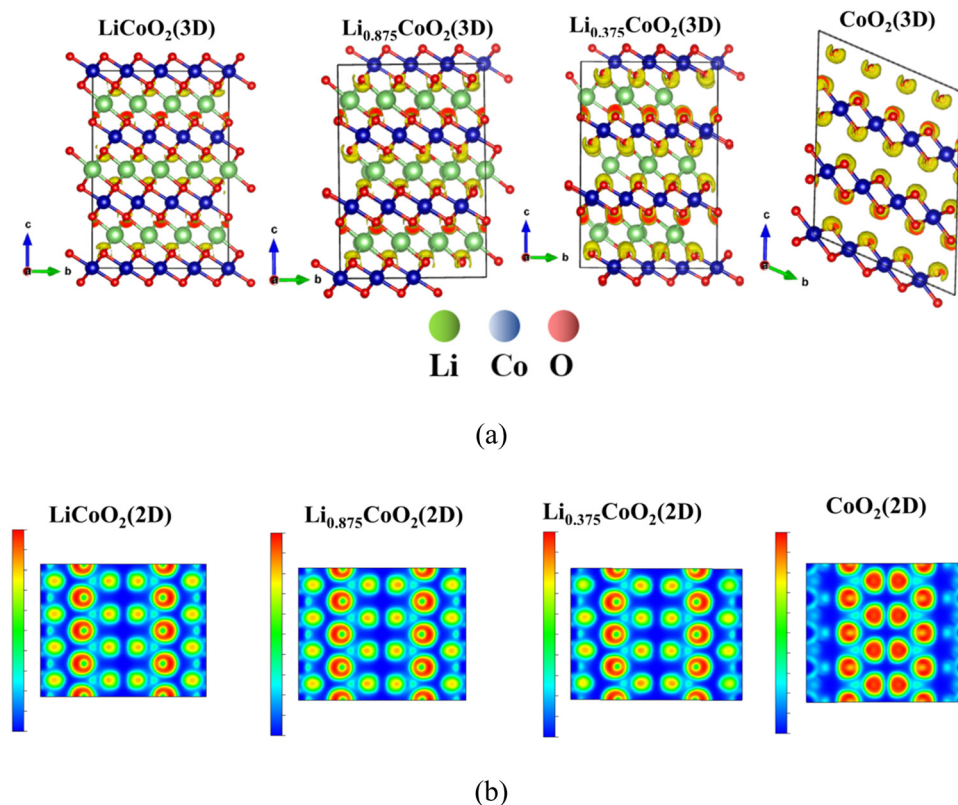 (a)
LiCoO₂(3D)
Li₀.₈₇₅CoO₂(3D)
Li₀.₃₇₅CoO₂(3D)
CoO₂(3D)
c
b
a
c
b
a
c
b
a
c
b
a
Li Co O
(a)
LiCoO₂(2D)
Li₀.₈₇₅CoO₂(2D)
Li₀.₃₇₅CoO₂(2D)
CoO₂(2D)
(b)